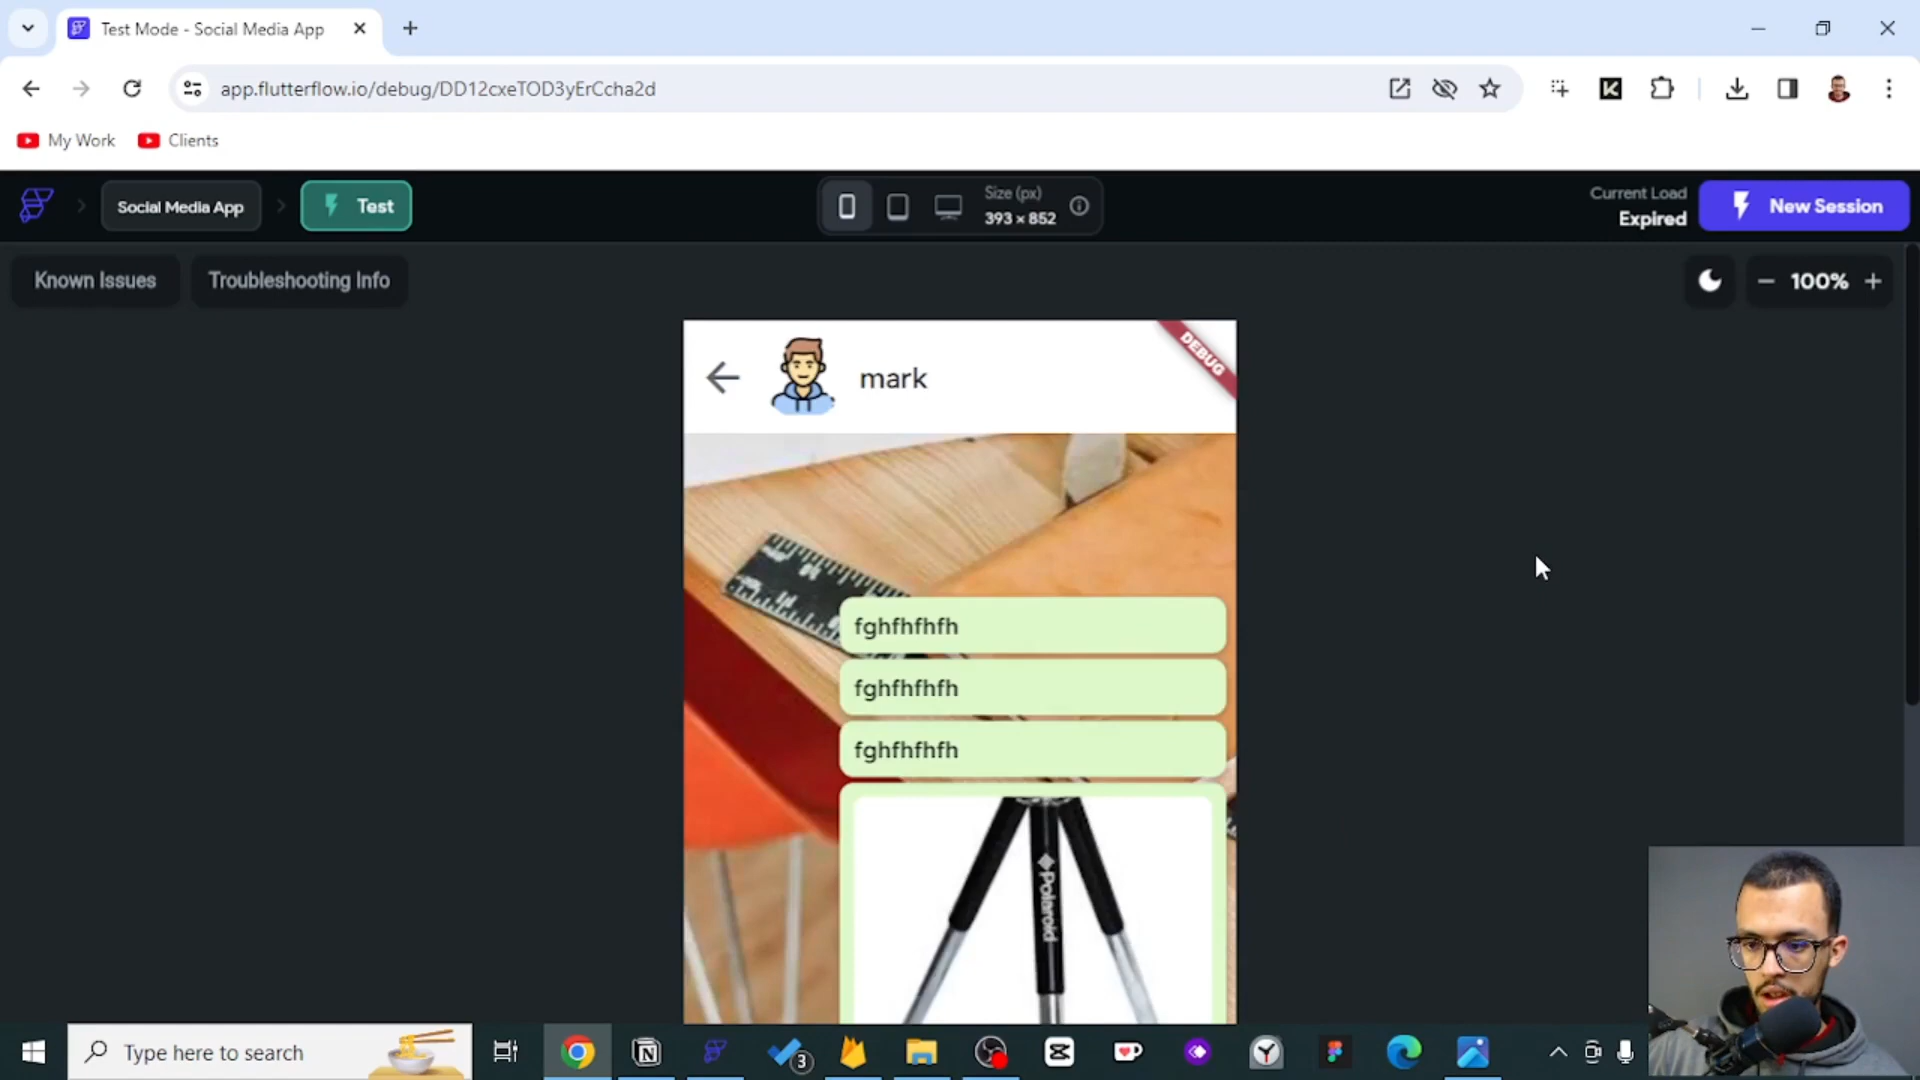 Test Mode - Social Media App
app.flutterflow.io/debug/DD12cxeTOD3yErCcha2d
My Work
Clients
Social Media App
Test
Size (px)
393 × 852
Current Load
Expired
New Session
Known Issues
Troubleshooting Info
100%
mark
DEBUG
fghfhfhfh
fghfhfhfh
fghfhfhfh
Polaroid
Type here to search
3